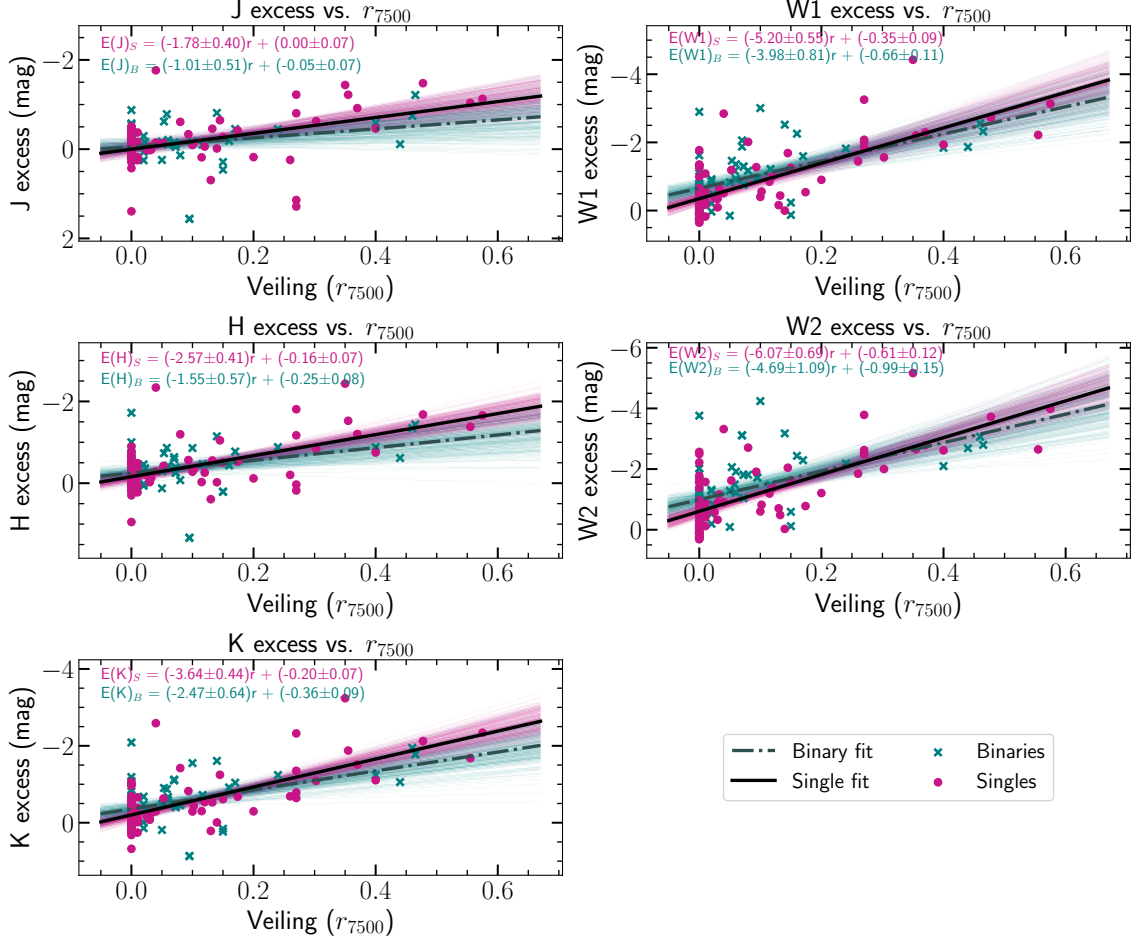 J excess vs. r7500
E(J)S = (-1.78±0.40)r + (0.00±0.07)
E(J)B = (-1.01±0.51)r + (-0.05±0.07)
J excess (mag)
−2
0
2
0.0 0.2 0.4 0.6
Veiling (r7500)
W1 excess vs. r7500
E(W1)S = (-5.20±0.55)r + (-0.35±0.09)
E(W1)B = (-3.98±0.81)r + (-0.66±0.11)
W1 excess (mag)
−4
−2
0
0.0 0.2 0.4 0.6
Veiling (r7500)
H excess vs. r7500
E(H)S = (-2.57±0.41)r + (-0.16±0.07)
E(H)B = (-1.55±0.57)r + (-0.25±0.08)
H excess (mag)
−2
0
0.0 0.2 0.4 0.6
Veiling (r7500)
W2 excess vs. r7500
E(W2)S = (-6.07±0.69)r + (-0.61±0.12)
E(W2)B = (-4.69±1.09)r + (-0.99±0.15)
W2 excess (mag)
−6
−4
−2
0
0.0 0.2 0.4 0.6
Veiling (r7500)
K excess vs. r7500
E(K)S = (-3.64±0.44)r + (-0.20±0.07)
E(K)B = (-2.47±0.64)r + (-0.36±0.09)
K excess (mag)
−4
−2
0
0.0 0.2 0.4 0.6
Veiling (r7500)
Binary fit Binaries
Single fit Singles